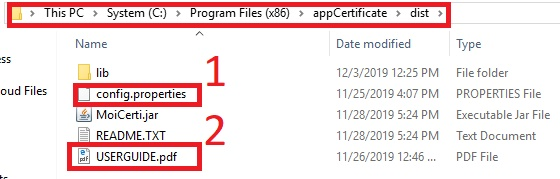 This PC > System (C:) > Program Files (x86) > appCertificate > dist >
Name Date modified Type
ess
lib 12/3/2019 12:25 PM File folder
1
oud Files config.properties 11/25/2019 4:07 PM PROPERTIES File
MoiCerti.jar 11/28/2019 5:24 PM Executable Jar File
2
README.TXT 11/28/2019 5:24 PM Text Document
USERGUIDE.pdf 11/26/2019 12:46 ... PDF File